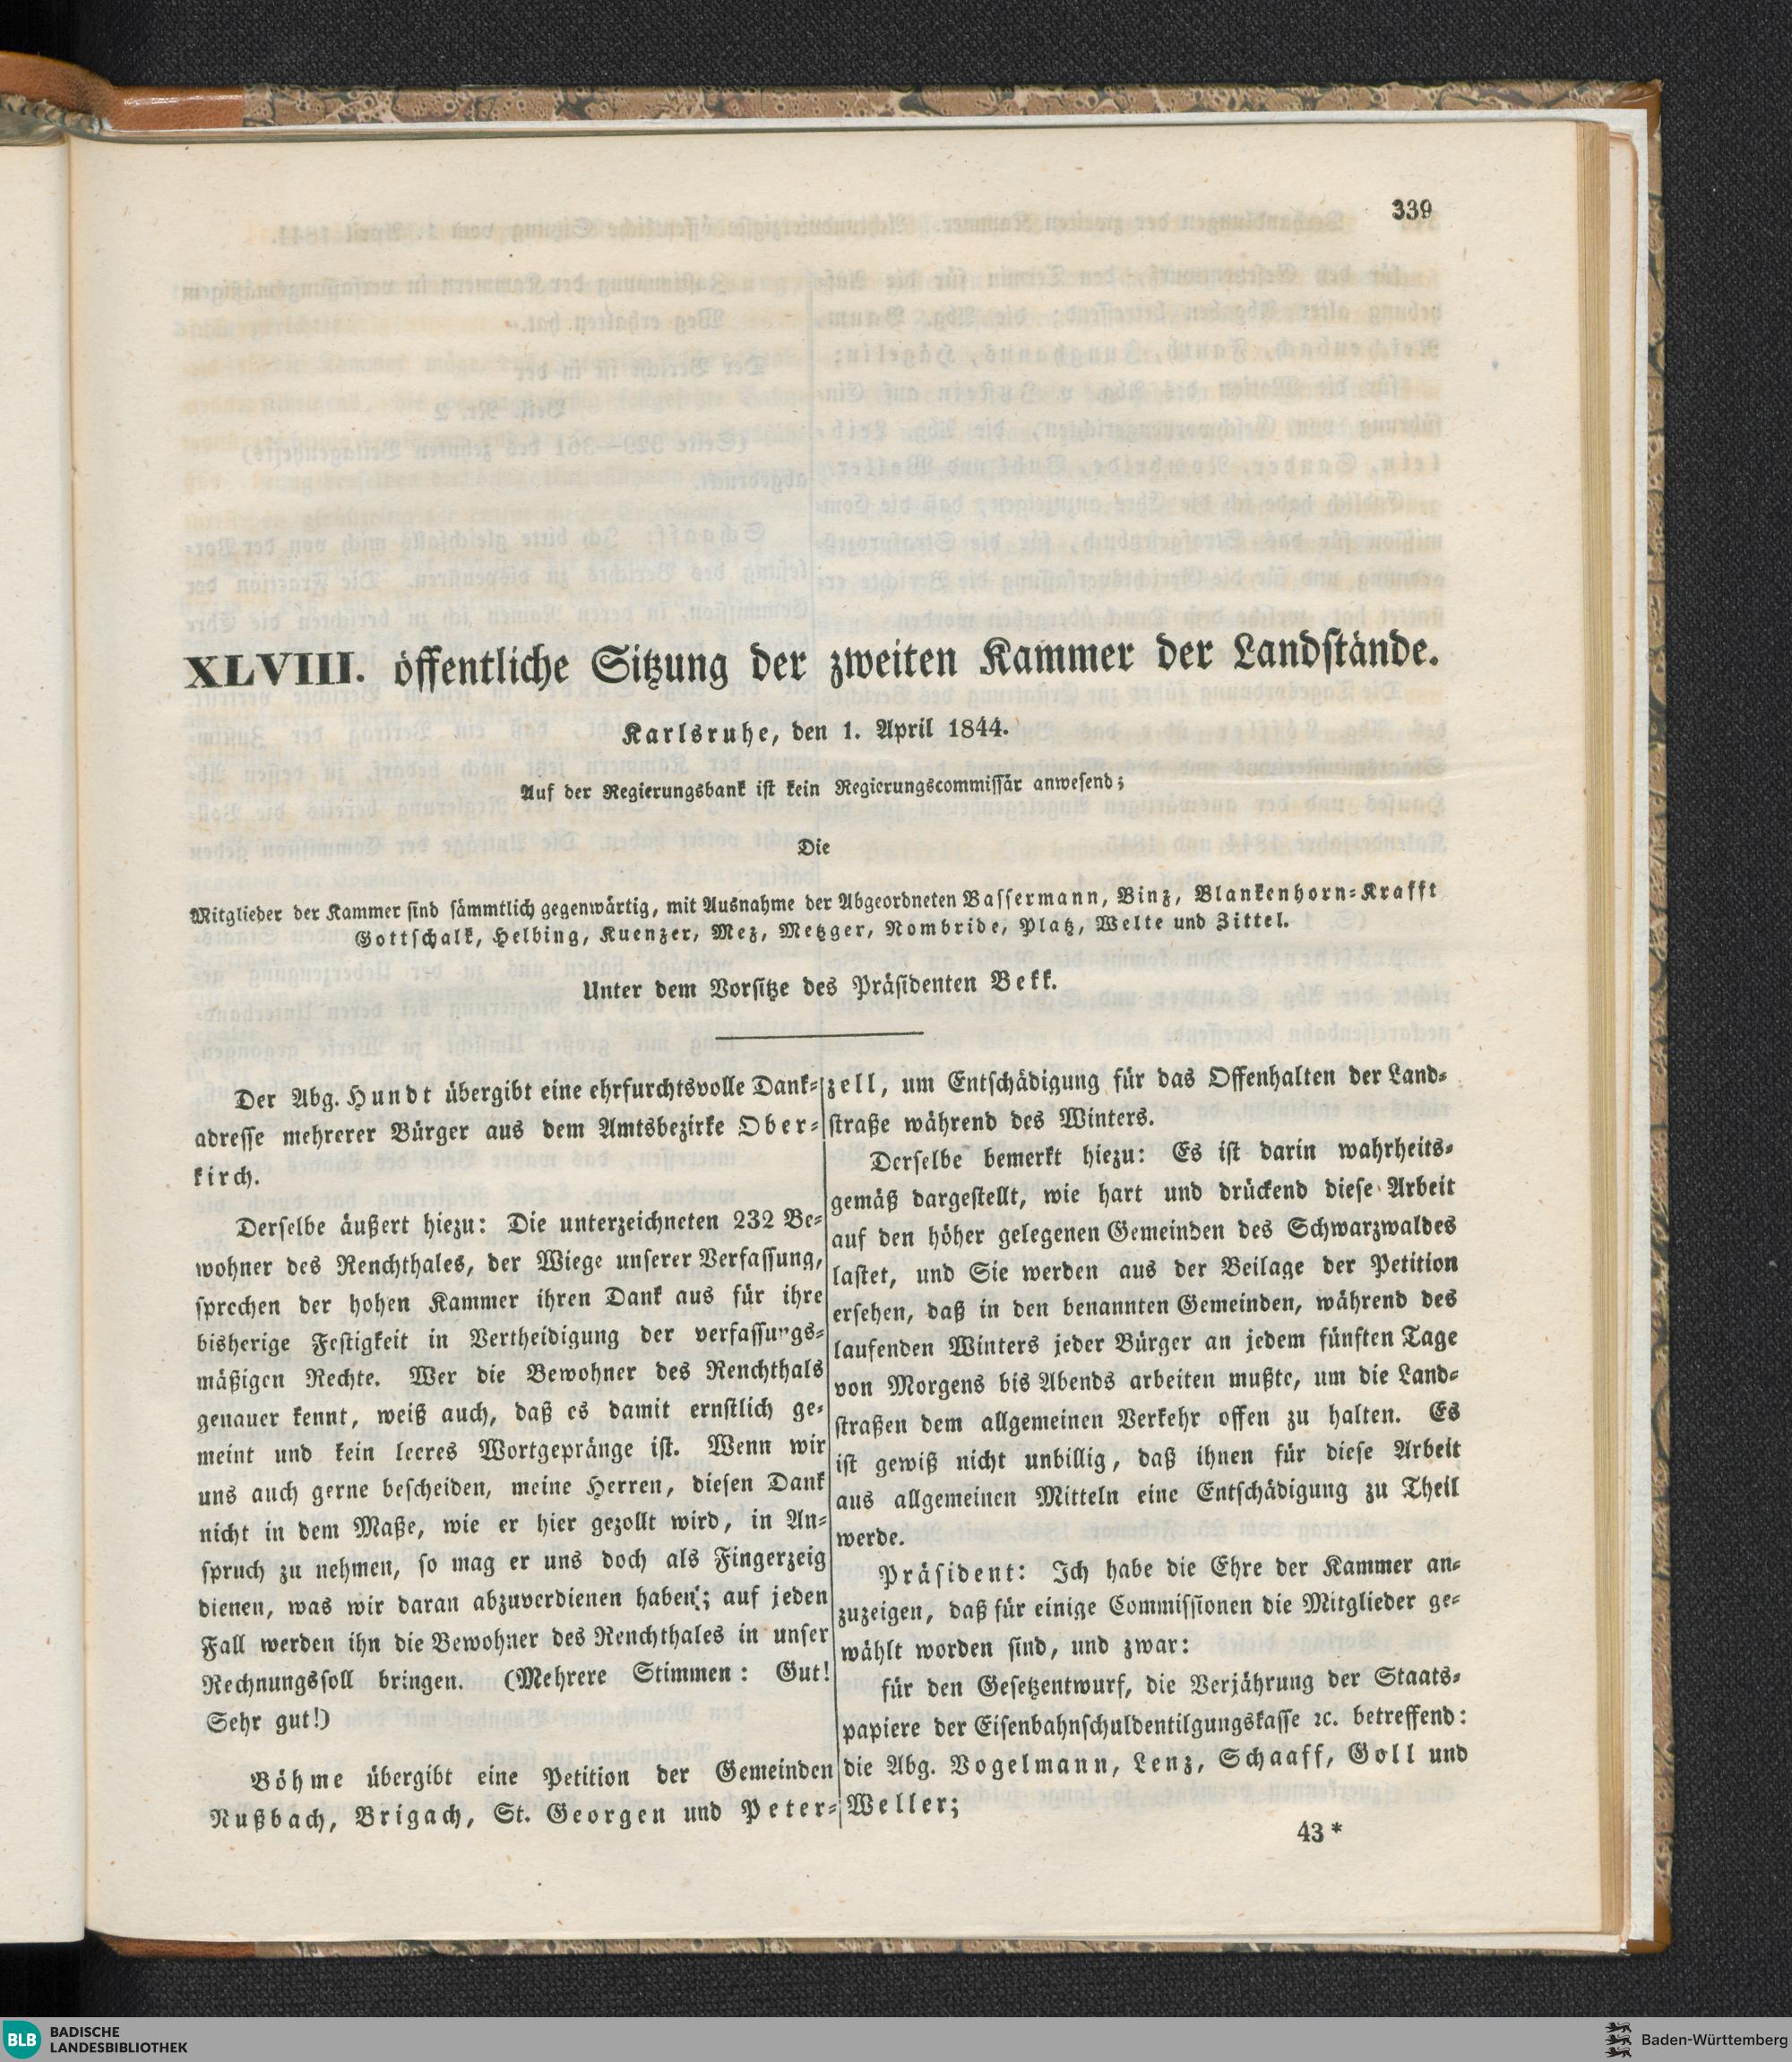 339
XLVIII. öffentliche Sitzung der zweiten Kammer der Landstände.
Karlsruhe, den 1. April 1844.
Auf der Regierungsbank ist kein Regierungscommissär anwesend;
Die
Mitglieder der Kammer sind sämmtlich gegenwärtig, mit Ausnahme der Abgeordneten Bassermann, Binz, Blankenhorn-Krafft
Gottschalk, Helbing, Kuenzer, Mez, Metzger, Nombride, Platz, Welte und Zittel.
Unter dem Vorsitze des Präsidenten Bekk.
Der Abg. Hundt übergibt eine ehrfurchtsvolle Dank-
adresse mehrerer Bürger aus dem Amtsbezirke Ober-
kirch.
Derselbe äußert hiezu: Die unterzeichneten 232 Be-
wohner des Renchthales, der Wiege unserer Verfassung,
sprechen der hohen Kammer ihren Dank aus für ihre
bisherige Festigkeit in Vertheidigung der verfassungs-
mäßigen Rechte. Wer die Bewohner des Renchthals
genauer kennt, weiß auch, daß es damit ernstlich ge-
meint und kein leeres Wortgepränge ist. Wenn wir
uns auch gerne bescheiden, meine Herren, diesen Dank
nicht in dem Maße, wie er hier gezollt wird, in An-
spruch zu nehmen, so mag er uns doch als Fingerzeig
dienen, was wir daran abzuverdienen haben; auf jeden
Fall werden ihn die Bewohner des Renchthales in unser
Rechnungssoll bringen. (Mehrere Stimmen: Gut!
Sehr gut!)
Böhme übergibt eine Petition der Gemeinden
Nußbach, Brigach, St. Georgen und Peter-
zell, um Entschädigung für das Offenhalten der Land-
straße während des Winters.
Derselbe bemerkt hiezu: Es ist darin wahrheits-
gemäß dargestellt, wie hart und drückend diese Arbeit
auf den höher gelegenen Gemeinden des Schwarzwaldes
lastet, und Sie werden aus der Beilage der Petition
ersehen, daß in den benannten Gemeinden, während des
laufenden Winters jeder Bürger an jedem fünften Tage
von Morgens bis Abends arbeiten mußte, um die Land-
straßen dem allgemeinen Verkehr offen zu halten. Es
ist gewiß nicht unbillig, daß ihnen für diese Arbeit
aus allgemeinen Mitteln eine Entschädigung zu Theil
werde.
Präsident: Ich habe die Ehre der Kammer an-
zuzeigen, daß für einige Commissionen die Mitglieder ge-
wählt worden sind, und zwar:
für den Gesetzentwurf, die Verjährung der Staats-
papiere der Eisenbahnschuldentilgungskasse ꝛc. betreffend:
die Abg. Vogelmann, Lenz, Schaaff, Goll und
Weller;
43*
BLB BADISCHE
LANDESBIBLIOTHEK
Baden-Württemberg